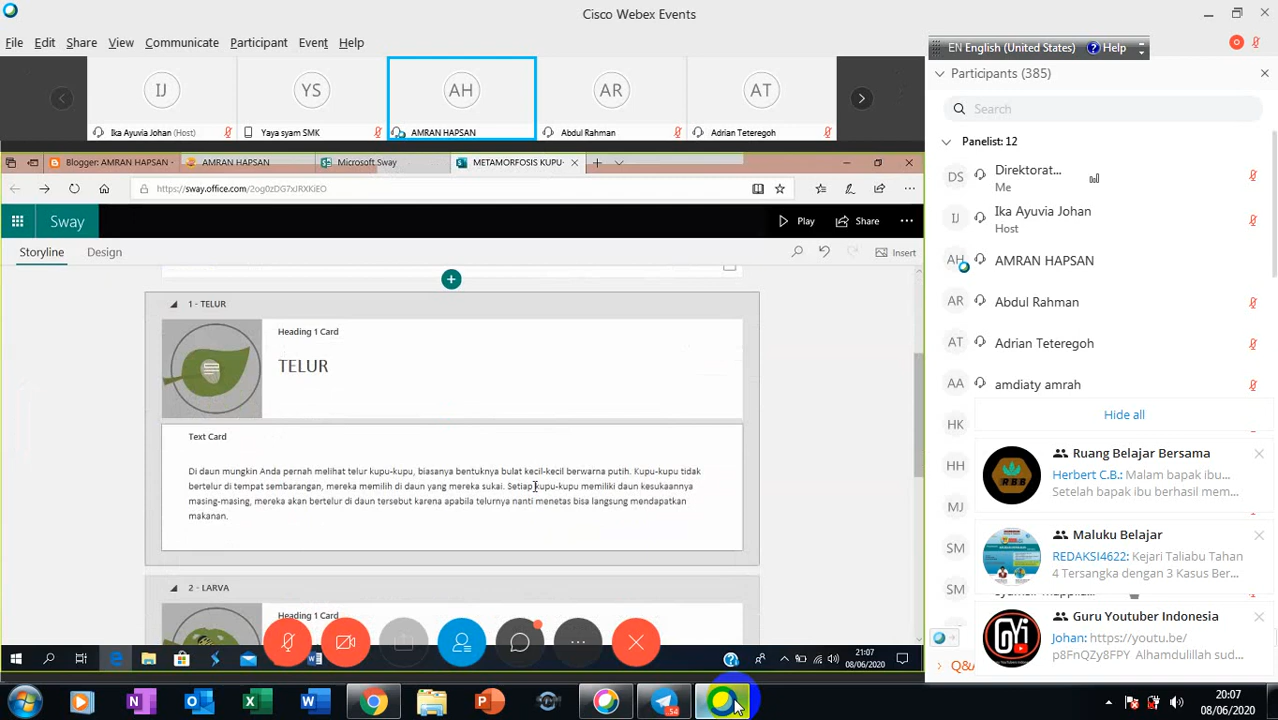 Cisco Webex Events
File Edit Share View Communicate Participant Event Help
EN English (United States) ? Help
IJ YS AH AR AT
Ika Ayuvia Johan (Host) Yaya syam SMK AMRAN HAPSAN Abdul Rahman Adrian Teteregoh
Blogger: AMRAN HAPSAN - AMRAN HAPSAN Microsoft Sway METAMORFOSIS KUPU-
https://sway.office.com/2og0zDG7xJRXKiEO
Sway Play Share
Storyline Design Insert
1 - TELUR
Heading 1 Card
TELUR
Text Card
Di daun mungkin Anda pernah melihat telur kupu-kupu, biasanya bentuknya bulat kecil-kecil berwarna putih. Kupu-kupu tidak
bertelur di tempat sembarangan, mereka memilih di daun yang mereka sukai. Setiap kupu-kupu memiliki daun kesukaannya
masing-masing, mereka akan bertelur di daun tersebut karena apabila telurnya nanti menetas bisa langsung mendapatkan
makanan.
2 - LARVA
Heading 1 Card
21:07
08/06/2020
Participants (385)
Search
Panelist: 12
DS Direktorat...
Me
IJ Ika Ayuvia Johan
Host
AH AMRAN HAPSAN
AR Abdul Rahman
AT Adrian Teteregoh
AA amdiaty amrah
HK
HH
MJ
SM
SM
Hide all
RBB Ruang Belajar Bersama
Herbert C.B.: Malam bapak ibu...
Setelah bapak ibu berhasil mem...
Maluku Belajar
REDAKSI4622: Kejari Taliabu Tahan
4 Tersangka dengan 3 Kasus Ber...
GYi Guru Youtuber Indonesia
Johan: https://youtu.be/
p8FnQZy8FPY Alhamdulillah sud...
Q&A
54
20:07
08/06/2020